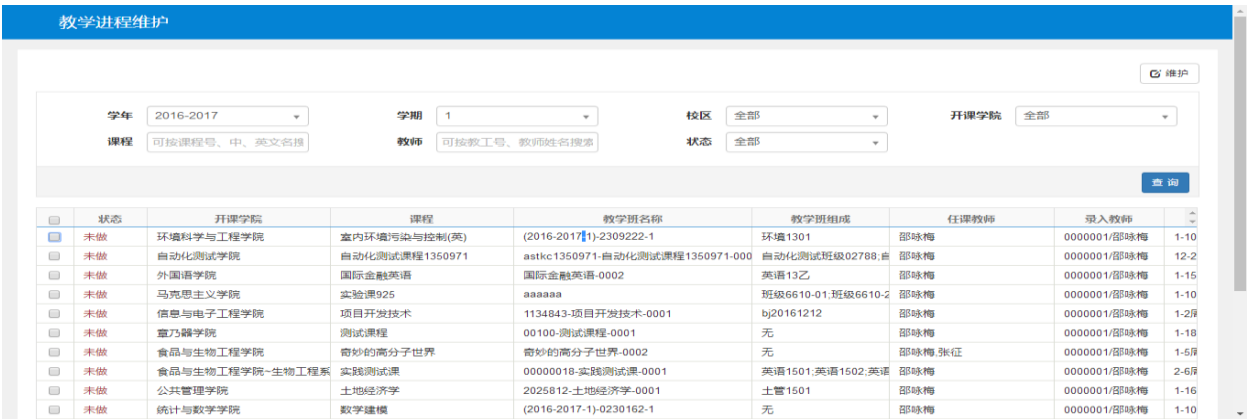 教学进程维护
维护
学年 2016-2017 学期 1 校区 全部 开课学院 全部
课程 可按课程号、中、英文名搜 教师 可按教工号、教师姓名搜索 状态 全部
查 询
状态 开课学院 课程 教学班名称 教学班组成 任课教师 录入教师
未做 环境科学与工程学院 室内环境污染与控制(英) (2016-2017-1)-2309222-1 环境1301 邵咏梅 0000001/邵咏梅 1-10
未做 自动化测试学院 自动化测试课程1350971 astkc1350971-自动化测试课程1350971-000 自动化测试班级02788;自 邵咏梅 0000001/邵咏梅 12-2
未做 外国语学院 国际金融英语 国际金融英语-0002 英语13乙 邵咏梅 0000001/邵咏梅 1-15
未做 马克思主义学院 实验课925 aaaaaa 班级6610-01;班级6610-2 邵咏梅 0000001/邵咏梅 1-10
未做 信息与电子工程学院 项目开发技术 1134843-项目开发技术-0001 bj20161212 邵咏梅 0000001/邵咏梅 1-2周
未做 章乃器学院 测试课程 00100-测试课程-0001 无 邵咏梅 0000001/邵咏梅 1-18
未做 食品与生物工程学院 奇妙的高分子世界 奇妙的高分子世界-0002 无 邵咏梅,张征 0000001/邵咏梅 1-5周
未做 食品与生物工程学院~生物工程系 实践测试课 00000018-实践测试课-0001 英语1501;英语1502;英语 邵咏梅 0000001/邵咏梅 2-6周
未做 公共管理学院 土地经济学 2025812-土地经济学-0001 土管1501 邵咏梅 0000001/邵咏梅 1-16
未做 统计与数学学院 数学建模 (2016-2017-1)-0230162-1 无 邵咏梅 0000001/邵咏梅 1-10